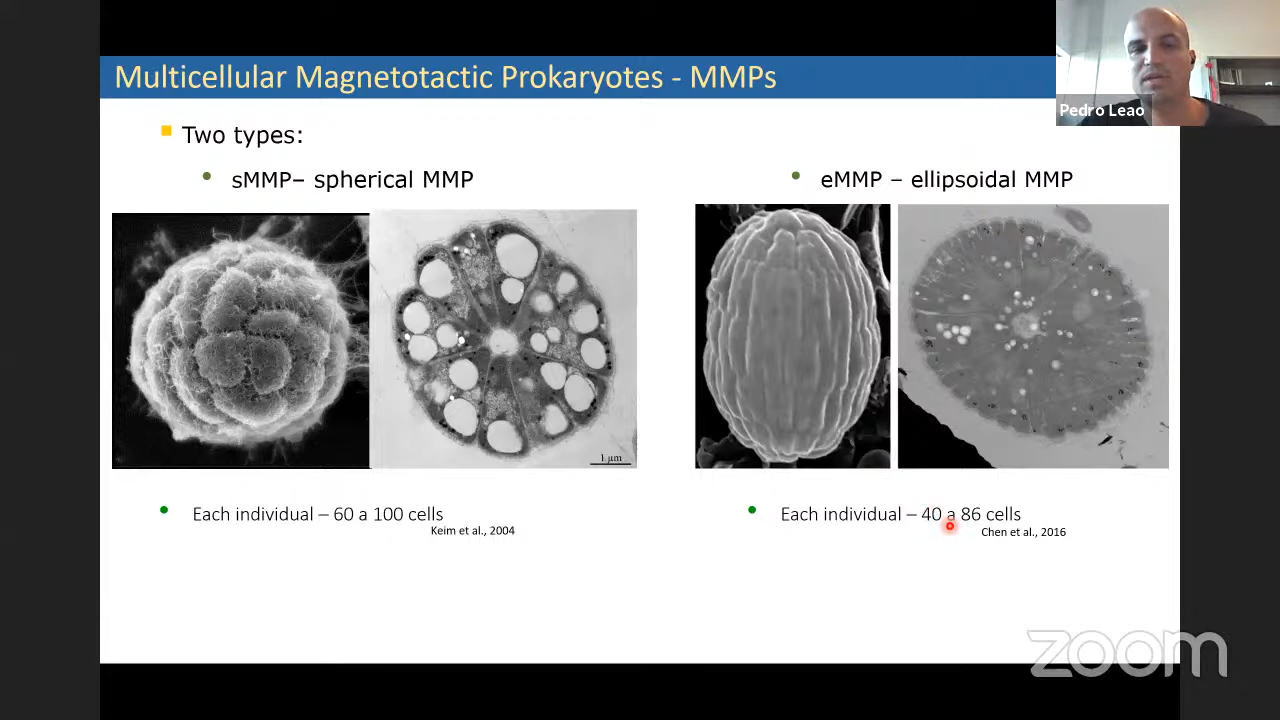 Multicellular Magnetotactic Prokaryotes - MMPs
Pedro Leao
Two types:
sMMP– spherical MMP
eMMP – ellipsoidal MMP
1 µm
Each individual – 60 a 100 cells
Keim et al., 2004
Each individual – 40 a 86 cells
Chen et al., 2016
zoom